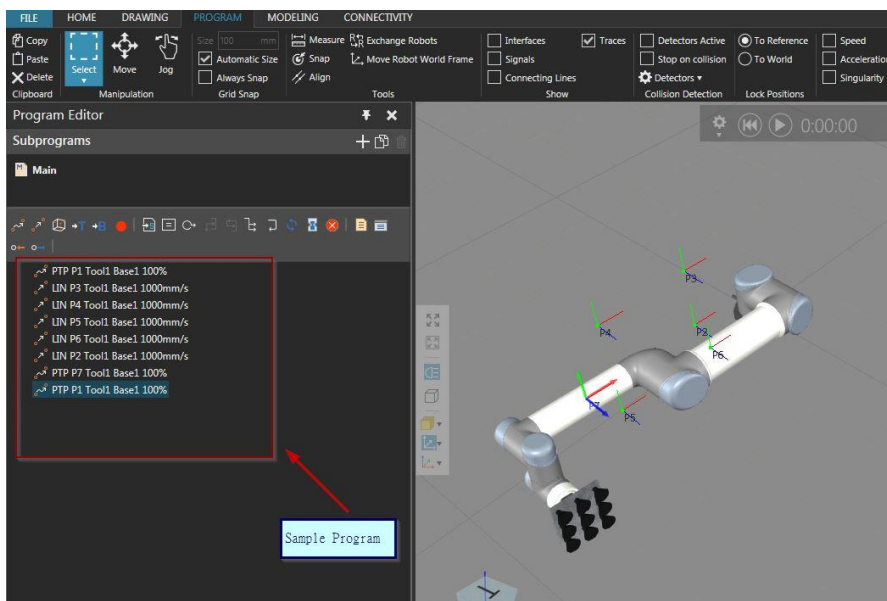 FILE HOME DRAWING PROGRAM MODELING CONNECTIVITY
Copy
Paste
Delete
Clipboard
Select Move Jog
Manipulation
Size 100 mm
Automatic Size
Always Snap
Grid Snap
Measure Exchange Robots
Snap Move Robot World Frame
Align
Tools
Interfaces Traces
Signals
Connecting Lines
Show
Detectors Active
Stop on collision
Detectors
Collision Detection
To Reference
To World
Lock Positions
Speed
Acceleratio
Singularity
Program Editor
Subprograms
Main
PTP P1 Tool1 Base1 100%
LIN P3 Tool1 Base1 1000mm/s
LIN P4 Tool1 Base1 1000mm/s
LIN P5 Tool1 Base1 1000mm/s
LIN P6 Tool1 Base1 1000mm/s
LIN P2 Tool1 Base1 1000mm/s
PTP P7 Tool1 Base1 100%
PTP P1 Tool1 Base1 100%
Sample Program
0:00:00
P3
P4
P2
P6
P7
P5